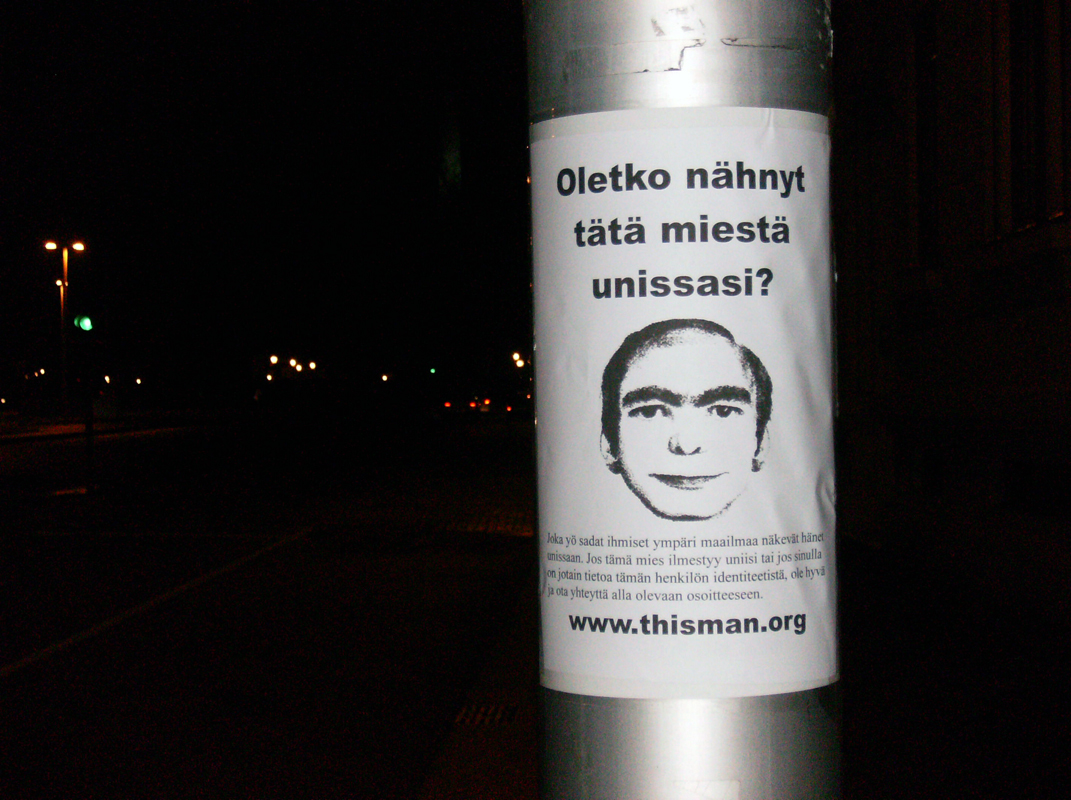 Oletko nähnyt
tätä miestä
unissasi?
Joka yö sadat ihmiset ympäri maailmaa näkevät hänet
unissaan. Jos tämä mies ilmestyy uniisi tai jos sinulla
on jotain tietoa tämän henkilön identiteetistä, ole hyvä
ja ota yhteyttä alla olevaan osoitteeseen.
www.thisman.org